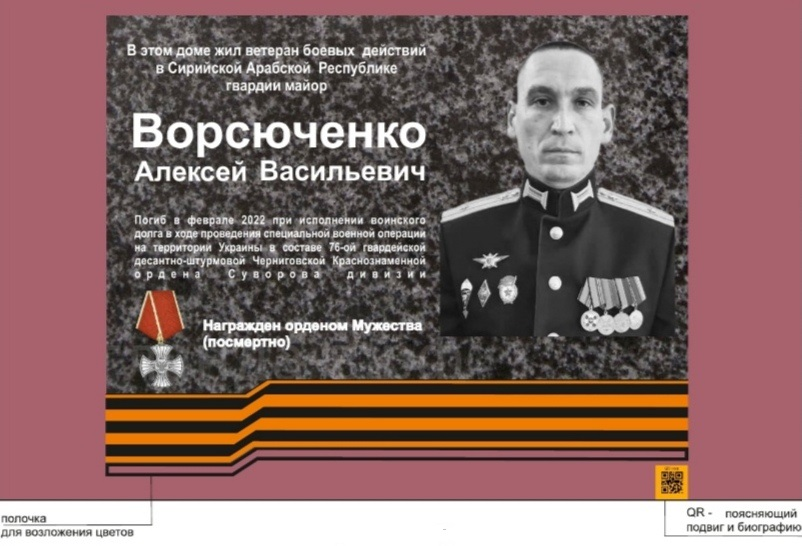 В этом доме жил ветеран боевых действий
в Сирийской Арабской Республике
гвардии майор
Ворсюченко
Алексей Васильевич
Погиб в феврале 2022 при исполнении воинского
долга в ходе проведения специальной военной операции
на территории Украины в составе 76-ой гвардейской
десантно-штурмовой Черниговской Краснознаменной
ордена Суворова дивизии
Награжден орденом Мужества
(посмертно)
полочка
для возложения цветов
QR - поясняющий
подвиг и биографию